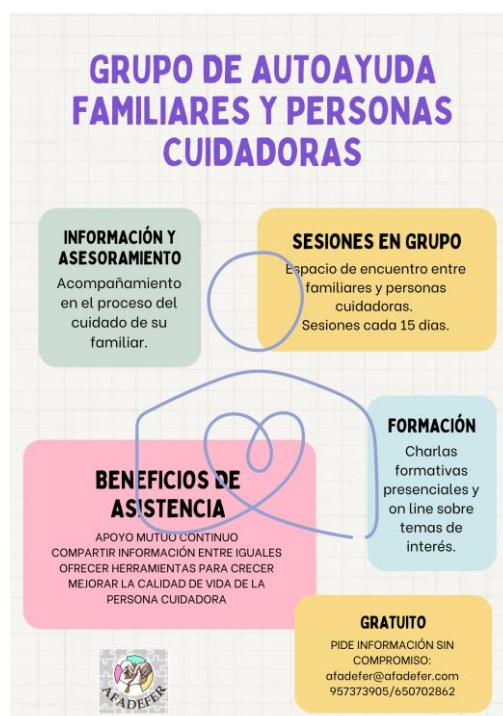 GRUPO DE AUTOAYUDA
FAMILIARES Y PERSONAS
CUIDADORAS
INFORMACIÓN Y
ASESORAMIENTO
Acompañamiento
en el proceso del
cuidado de su
familiar.
SESIONES EN GRUPO
Espacio de encuentro entre
familiares y personas
cuidadoras.
Sesiones cada 15 dias.
FORMACIÓN
Charlas
formativas
presenciales y
on line sobre
temas de
interés.
BENEFICIOS DE
ASISTENCIA
APOYO MUTUO CONTINUO
COMPARTIR INFORMACIÓN ENTRE IGUALES
OFRECER HERRAMIENTAS PARA CRECER
MEJORAR LA CALIDAD DE VIDA DE LA
PERSONA CUIDADORA
GRATUITO
PIDE INFORMACIÓN SIN
COMPROMISO:
afadefer@afadefer.com
957373905/650702862
AFADEFER